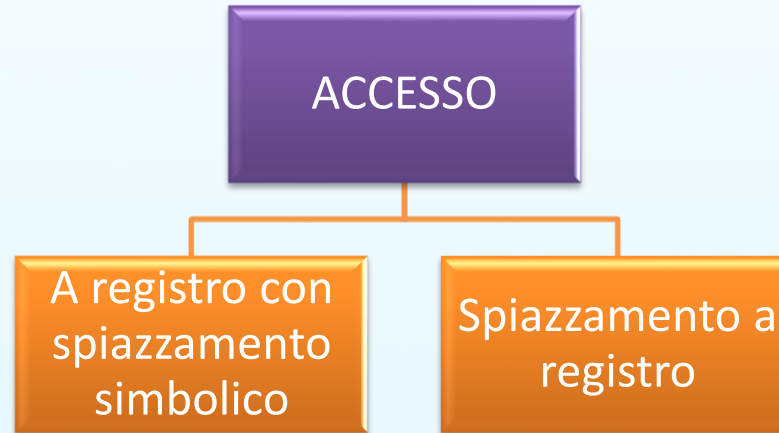 ACCESSO
A registro con
spiazzamento
simbolico
Spiazzamento a
registro